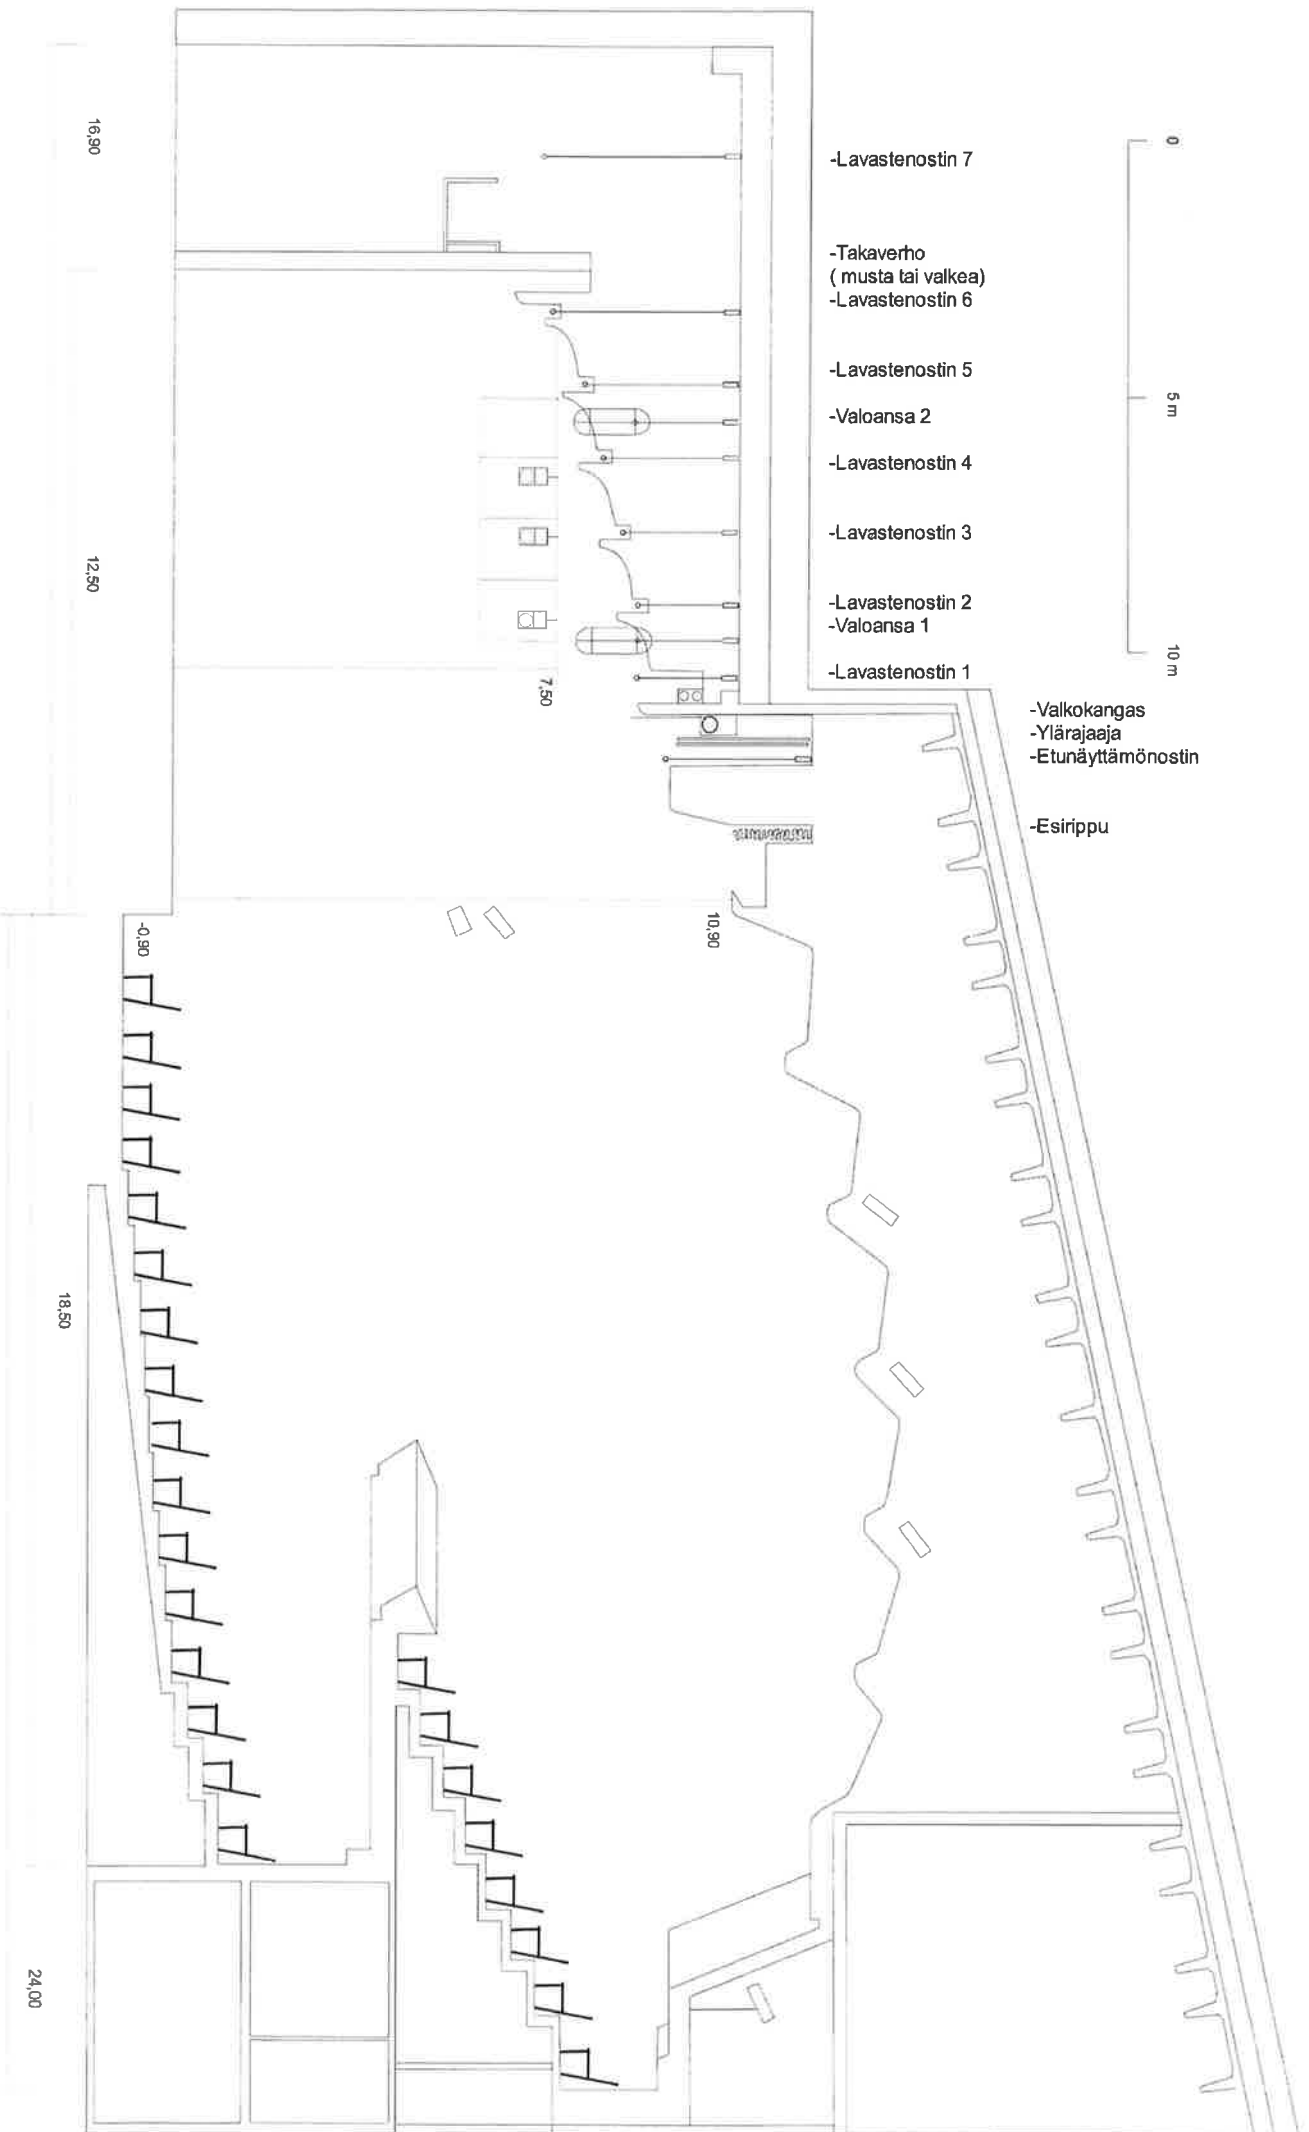 -Lavastenostin 7
-Takaverho
( musta tai valkea)
-Lavastenostin 6
-Lavastenostin 5
-Valoansa 2
-Lavastenostin 4
-Lavastenostin 3
-Lavastenostin 2
-Valoansa 1
-Lavastenostin 1
-Valkokangas
-Ylärajaaja
-Etunäyttämönostin
-Esirippu
0
5 m
10 m
16,90
12,50
7,50
10,90
-0,90
18,50
24,00